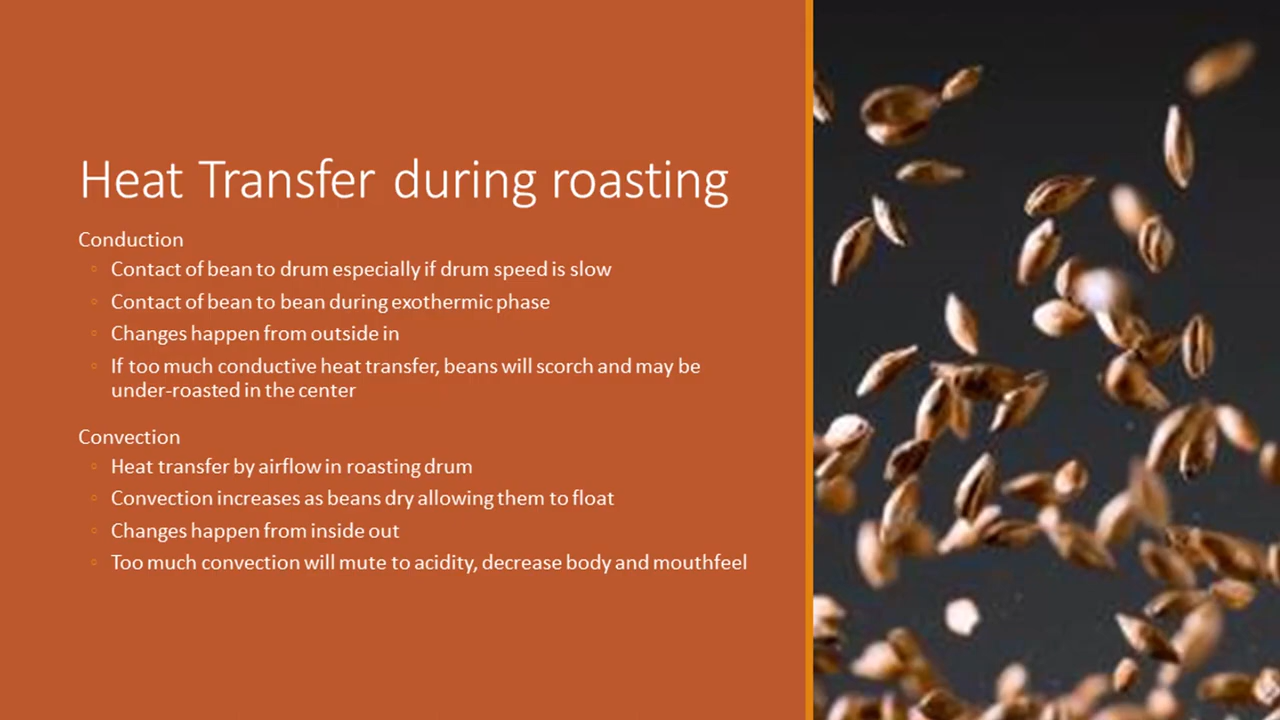 Heat Transfer during roasting
Conduction
◦ Contact of bean to drum especially if drum speed is slow
◦ Contact of bean to bean during exothermic phase
◦ Changes happen from outside in
◦ If too much conductive heat transfer, beans will scorch and may be
under-roasted in the center
Convection
◦ Heat transfer by airflow in roasting drum
◦ Convection increases as beans dry allowing them to float
◦ Changes happen from inside out
◦ Too much convection will mute to acidity, decrease body and mouthfeel